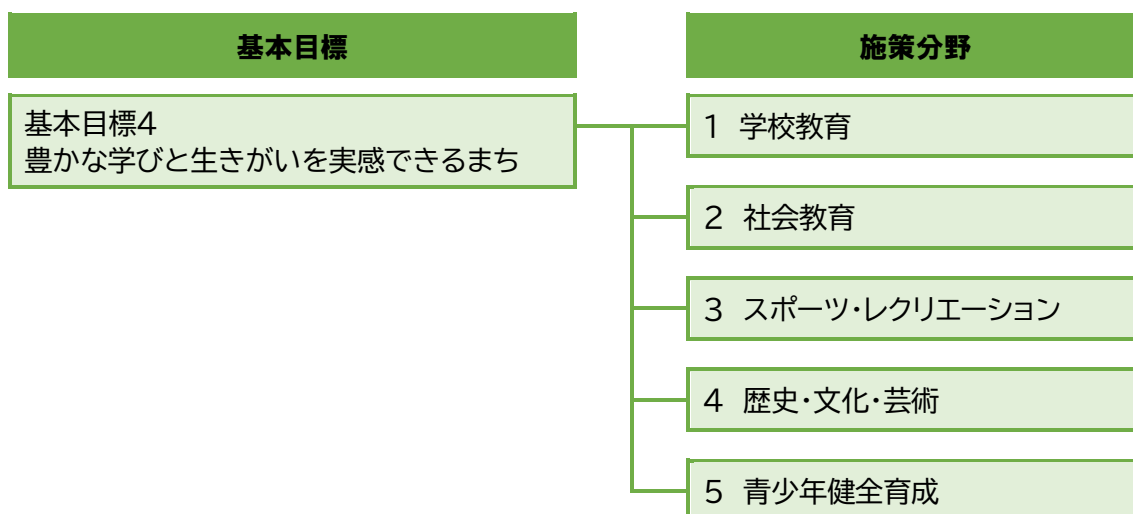 基本目標
施策分野
基本目標4
豊かな学びと生きがいを実感できるまち
1 学校教育
2 社会教育
3 スポーツ・レクリエーション
4 歴史・文化・芸術
5 青少年健全育成